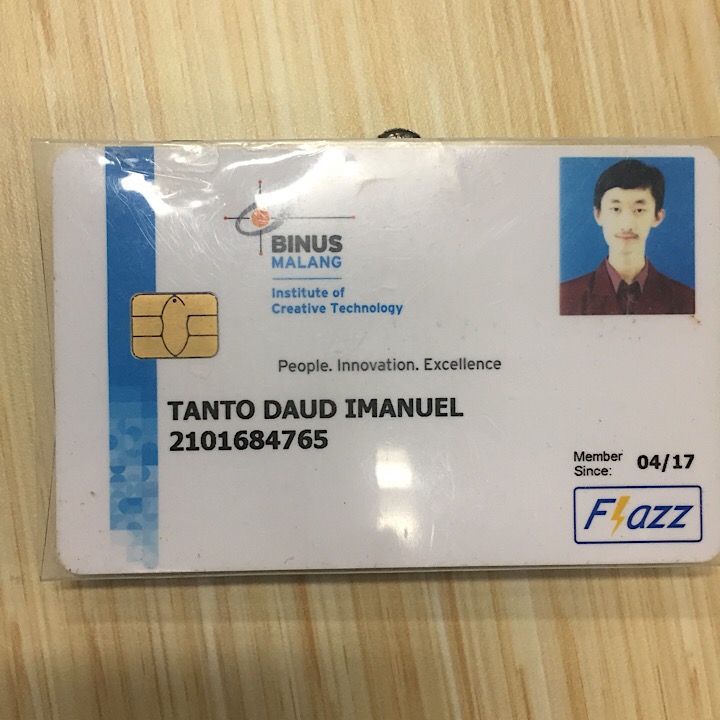 BINUS
MALANG
Institute of
Creative Technology
People. Innovation. Excellence
TANTO DAUD IMANUEL
2101684765
Member
Since: 04/17
Flazz